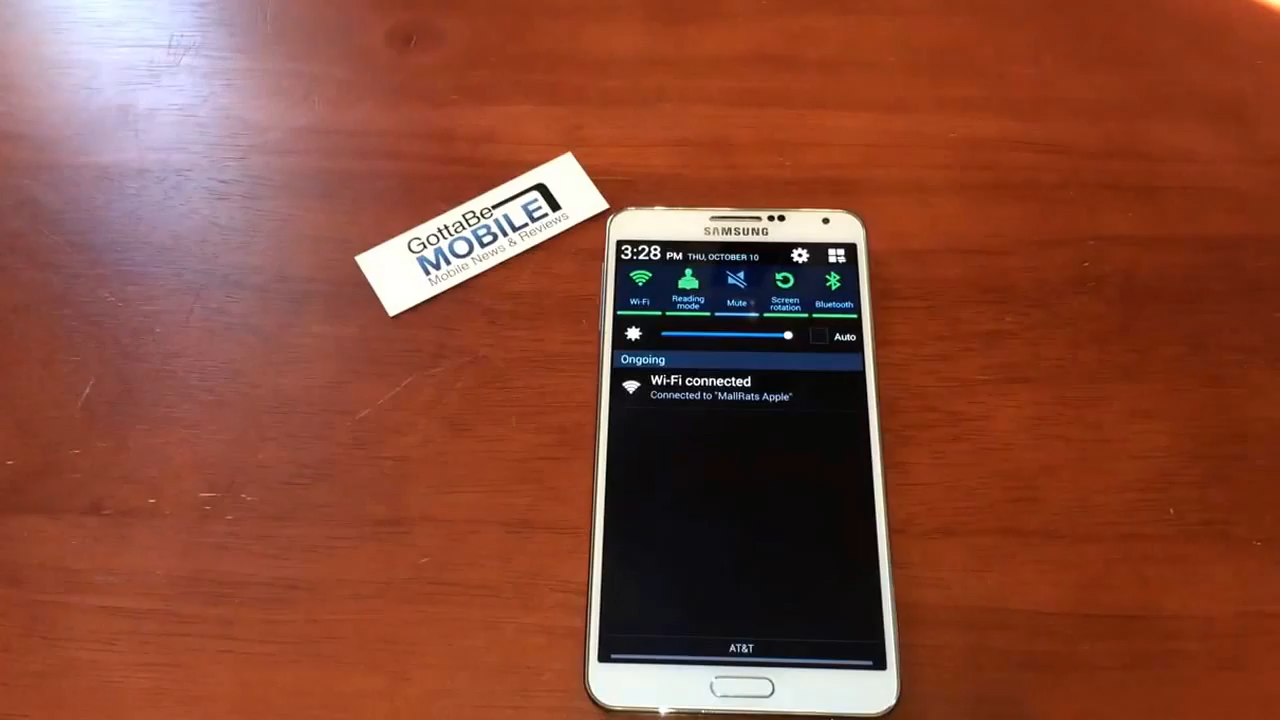 GottaBe
MOBILE
Mobile News & Reviews
SAMSUNG
3:28 PM THU, OCTOBER 10
Wi-Fi
Reading mode
Mute
Screen rotation
Bluetooth
Auto
Ongoing
Wi-Fi connected
Connected to "MallRats Apple"
AT&T